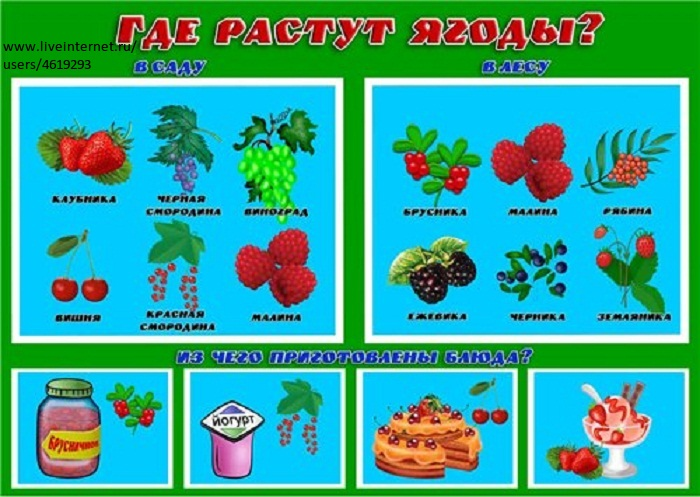 ГДЕ РАСТУТ ЯГОДЫ?
www.liveinternet.ru/
users/4619293
В САДУ
В ЛЕСУ
КЛУБНИКА
ЧЕРНАЯ
СМОРОДИНА
ВИНОГРАД
ВИШНЯ
КРАСНАЯ
СМОРОДИНА
МАЛИНА
БРУСНИКА
МАЛИНА
РЯБИНА
ЕЖЕВИКА
ЧЕРНИКА
ЗЕМЛЯНИКА
ИЗ ЧЕГО ПРИГОТОВЛЕНЫ БЛЮДА?
ЙОГУРТ